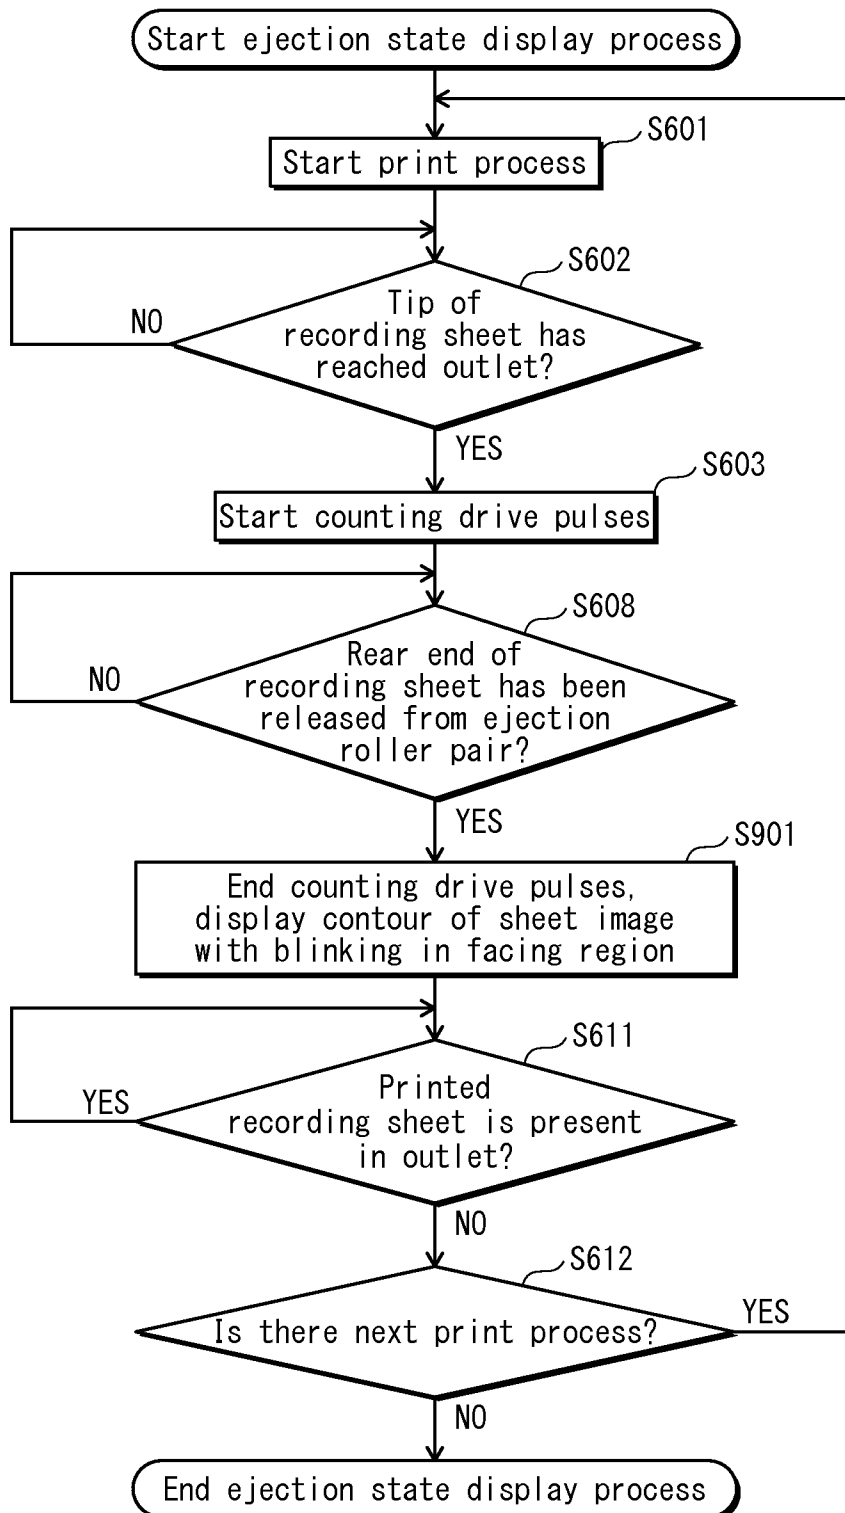 Start ejection state display process
S601
Start print process
S602
Tip of
recording sheet has
reached outlet?
NO
YES
S603
Start counting drive pulses
S608
Rear end of
recording sheet has been
released from ejection
roller pair?
NO
YES
S901
End counting drive pulses,
display contour of sheet image
with blinking in facing region
S611
Printed
recording sheet is present
in outlet?
YES
NO
S612
Is there next print process?
YES
NO
End ejection state display process